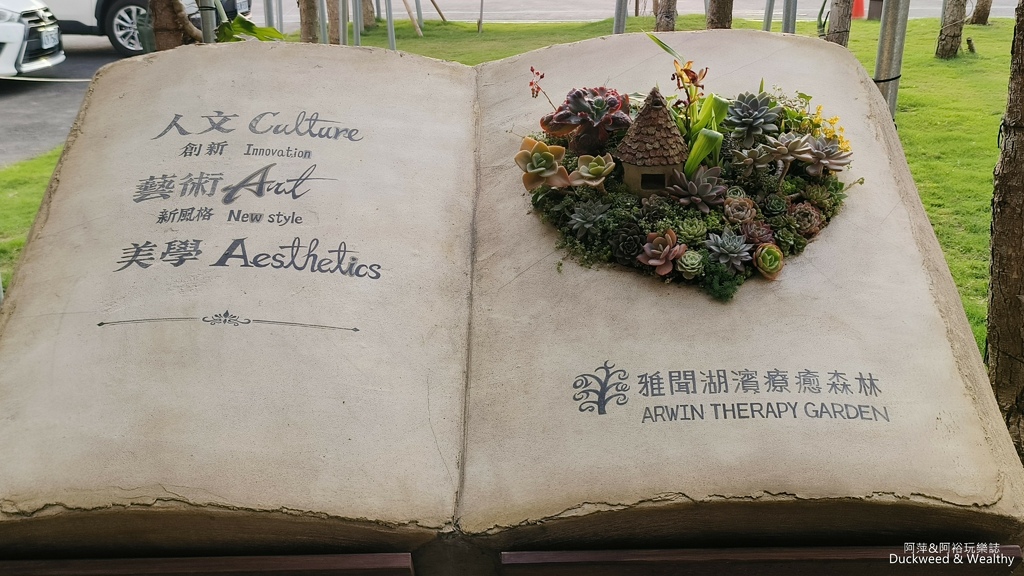 人文 Culture
創新 Innovation
藝術 Art
新風格 New style
美學 Aesthetics
雅聞湖濱療癒森林
ARWIN THERAPY GARDEN
阿萍&阿裕玩樂誌
Duckweed & Wealthy